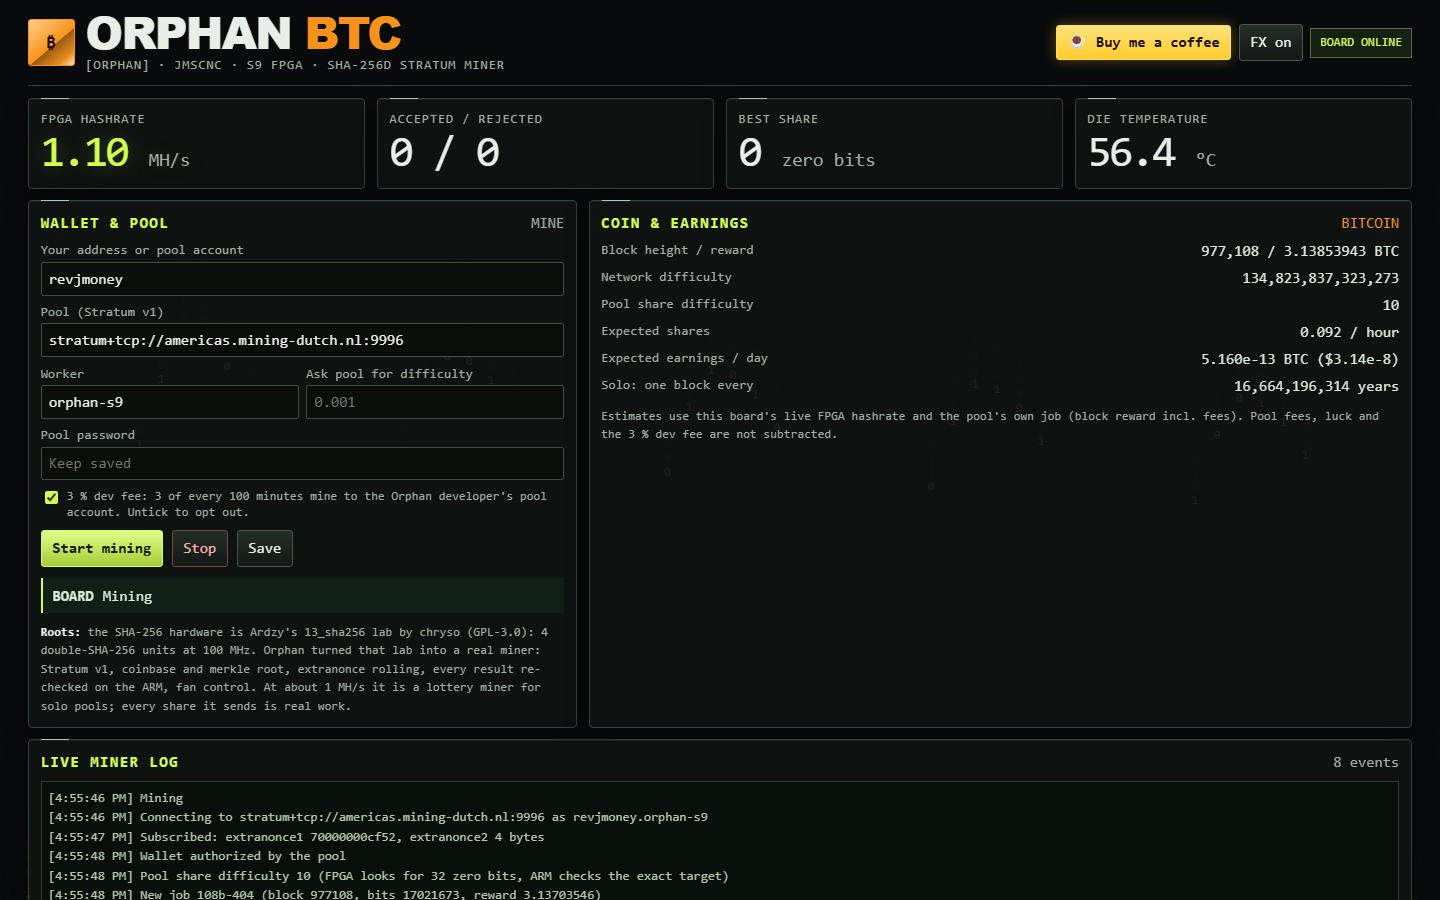 ORPHAN BTC
[ORPHAN] · JMSCNC · S9 FPGA · SHA-256D STRATUM MINER
Buy me a coffee
FX on
BOARD ONLINE
FPGA HASHRATE
1.10 MH/s
ACCEPTED / REJECTED
0 / 0
BEST SHARE
0 zero bits
DIE TEMPERATURE
56.4 °C
WALLET & POOL
MINE
Your address or pool account
revjmoney
Pool (Stratum v1)
stratum+tcp://americas.mining-dutch.nl:9996
Worker
Ask pool for difficulty
orphan-s9
0.001
Pool password
Keep saved
3 % dev fee: 3 of every 100 minutes mine to the Orphan developer's pool
account. Untick to opt out.
Start mining
Stop
Save
BOARD Mining
Roots: the SHA-256 hardware is Ardzy's 13_sha256 lab by chryso (GPL-3.0): 4
double-SHA-256 units at 100 MHz. Orphan turned that lab into a real miner:
Stratum v1, coinbase and merkle root, extranonce rolling, every result re-
checked on the ARM, fan control. At about 1 MH/s it is a lottery miner for
solo pools; every share it sends is real work.
COIN & EARNINGS
BITCOIN
Block height / reward
977,108 / 3.13853943 BTC
Network difficulty
134,823,837,323,273
Pool share difficulty
10
Expected shares
0.092 / hour
Expected earnings / day
5.160e-13 BTC ($3.14e-8)
Solo: one block every
16,664,196,314 years
Estimates use this board's live FPGA hashrate and the pool's own job (block reward incl. fees). Pool fees, luck and
the 3 % dev fee are not subtracted.
LIVE MINER LOG
8 events
[4:55:46 PM] Mining
[4:55:46 PM] Connecting to stratum+tcp://americas.mining-dutch.nl:9996 as revjmoney.orphan-s9
[4:55:47 PM] Subscribed: extranonce1 70000000cf52, extranonce2 4 bytes
[4:55:48 PM] Wallet authorized by the pool
[4:55:48 PM] Pool share difficulty 10 (FPGA looks for 32 zero bits, ARM checks the exact target)
[4:55:48 PM] New job 108b-404 (block 977108, bits 17021673, reward 3.13703546)